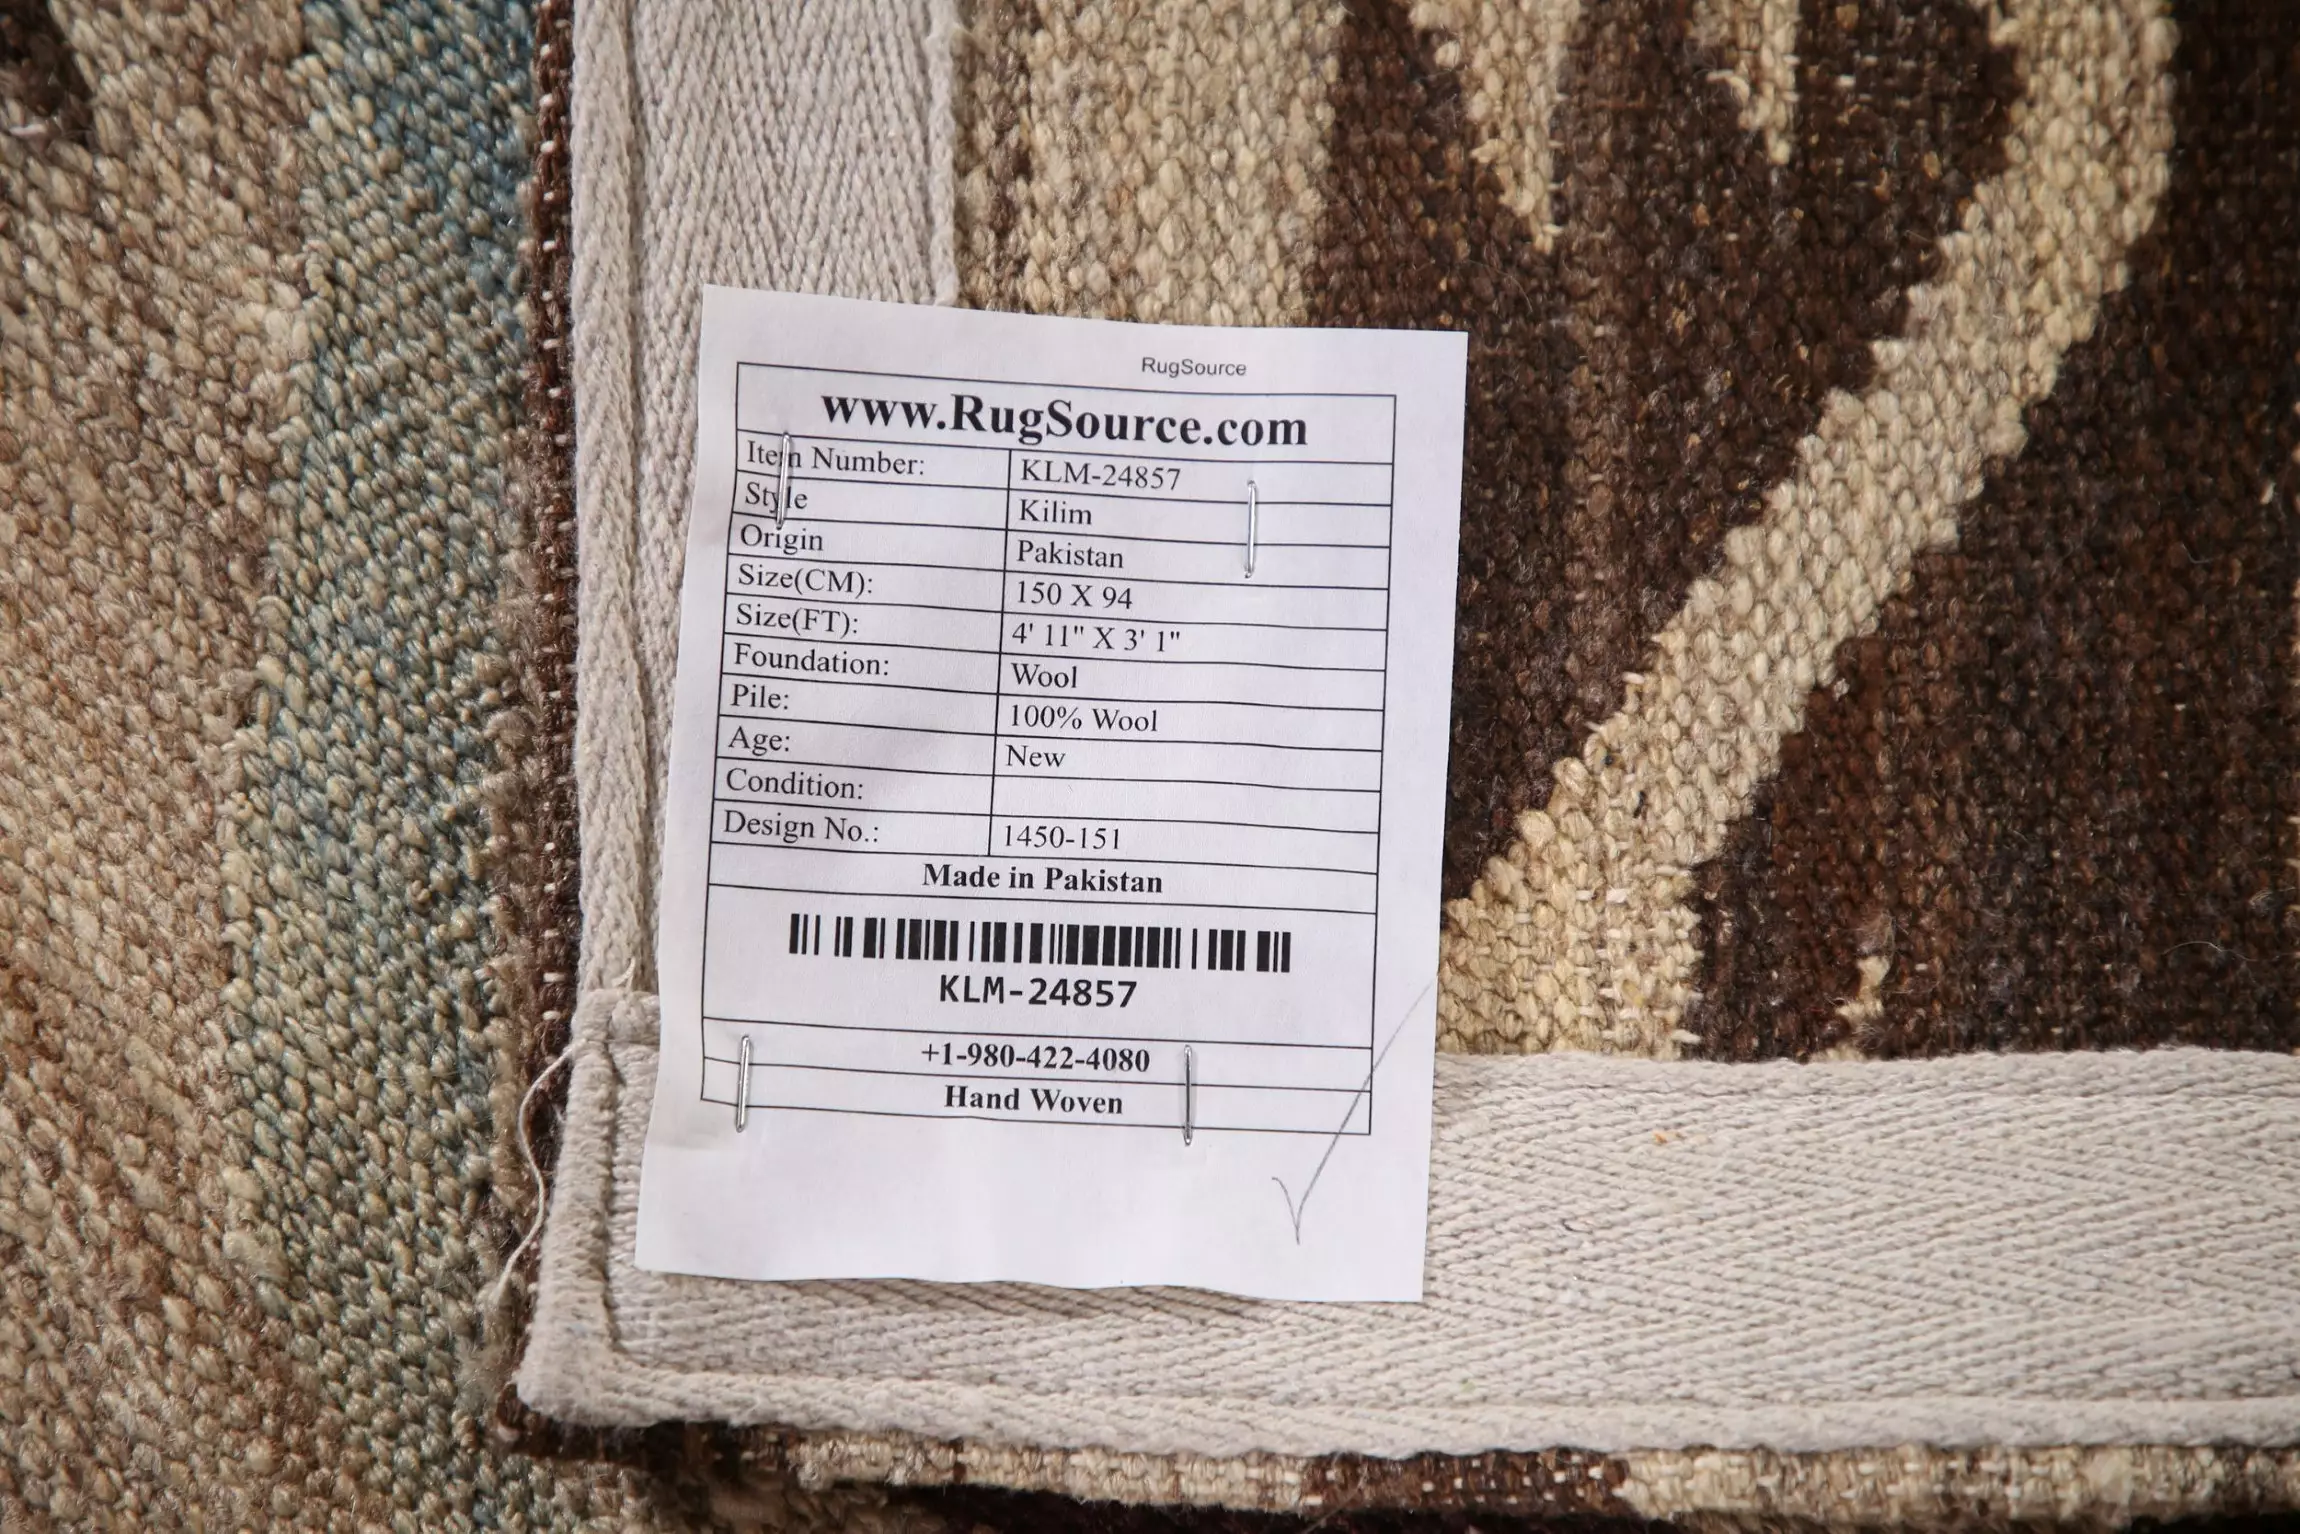 RugSource
www.RugSource.com
Item Number: KLM-24857
Style Kilim
Origin Pakistan
Size(CM): 150 X 94
Size(FT): 4' 11" X 3' 1"
Foundation: Wool
Pile: 100% Wool
Age: New
Condition:
Design No.: 1450-151
Made in Pakistan
KLM-24857
+1-980-422-4080
Hand Woven